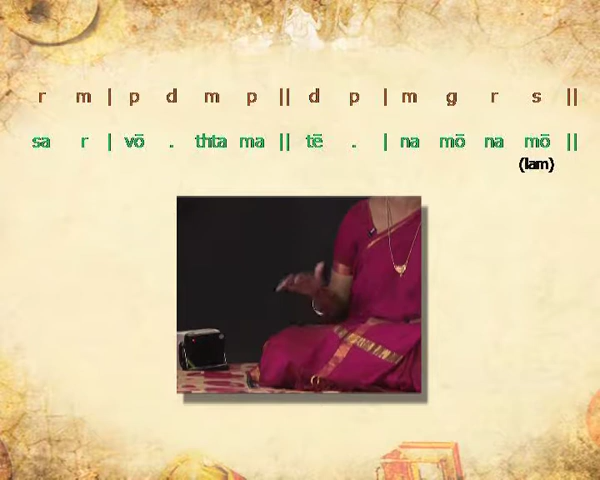 r m | p d m p || d p | m g r s ||
sa r | vō . thta ma || tē . | na mō na mō ||
(lam)